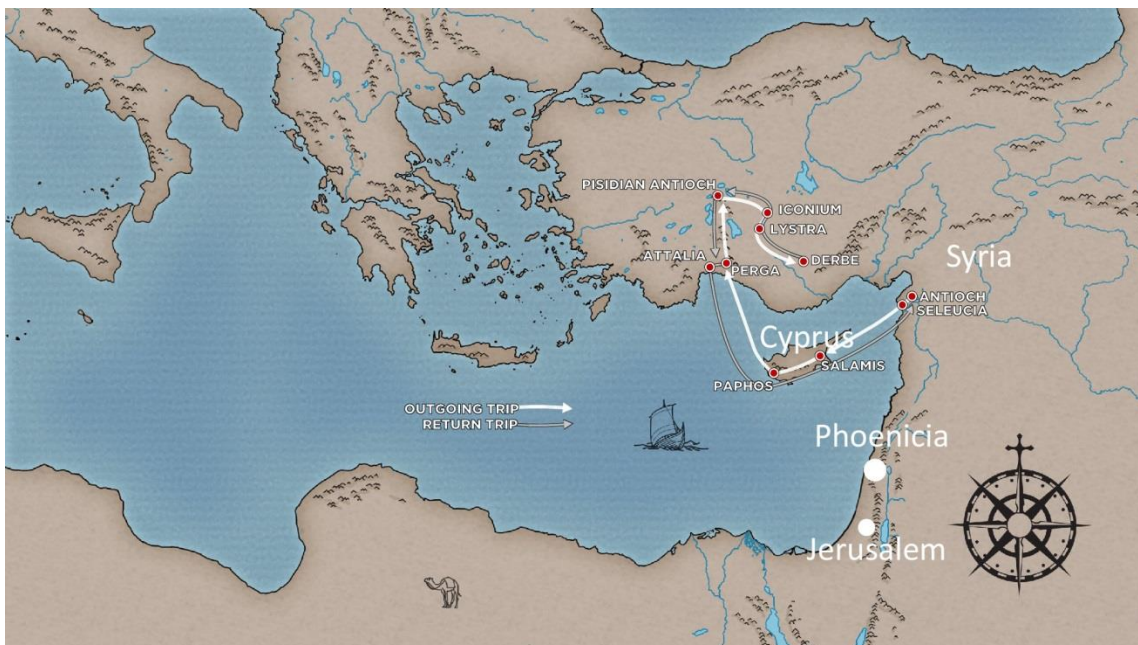 PISIDIAN ANTIOCH
ICONIUM
LYSTRA
ATTALIA
PERGA
DERBE
Syria
ANTIOCH
SELEUCIA
Cyprus
SALAMIS
PAPHOS
OUTGOING TRIP
RETURN TRIP
Phoenicia
Jerusalem